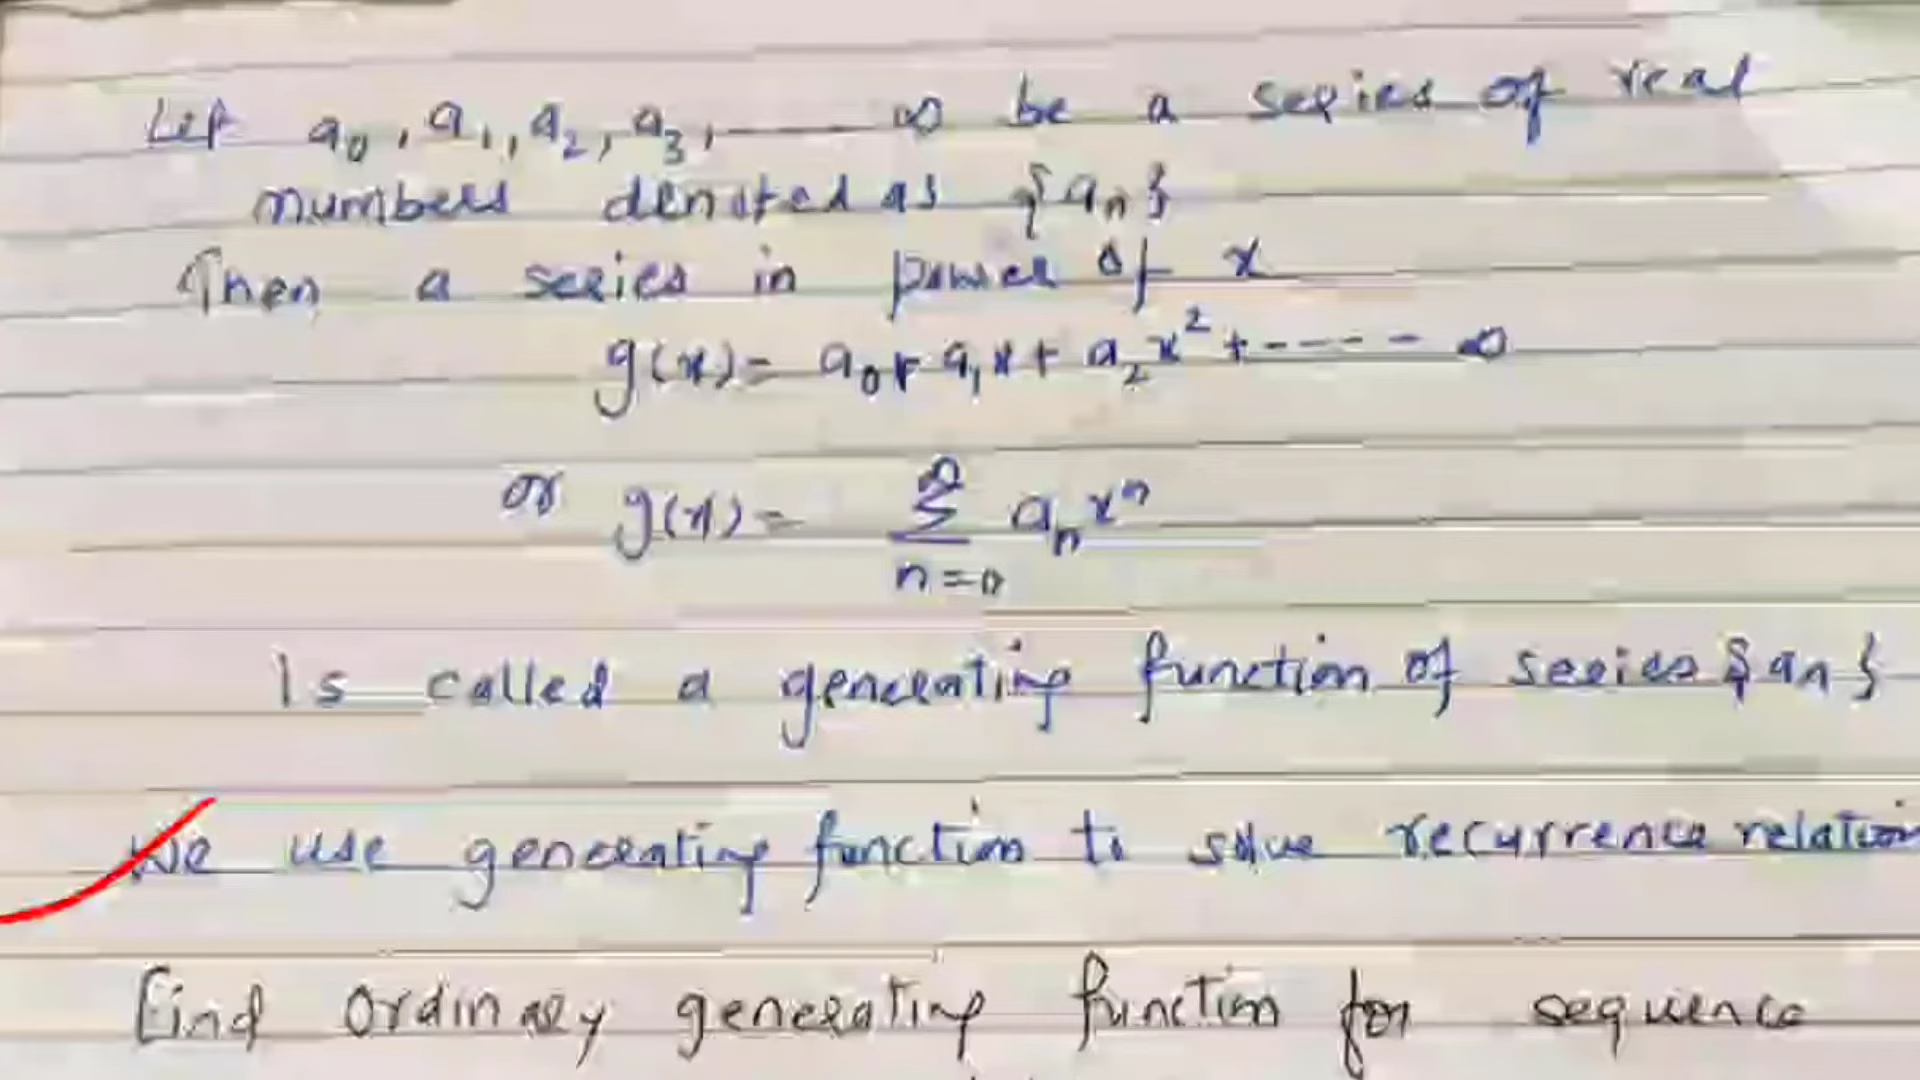 Let a₀, a₁, a₂, a₃, ------ ∞ be a series of real
numbers denoted as {aₙ}
Then a series in power of x
g(x) = a₀ + a₁x + a₂x² + ----- ∞
or g(x) = ∞ Σ n=0 aₙxⁿ
Is called a generating function of series {aₙ}
We use generating function to solve recurrence relation
Find ordinary generating function for sequence